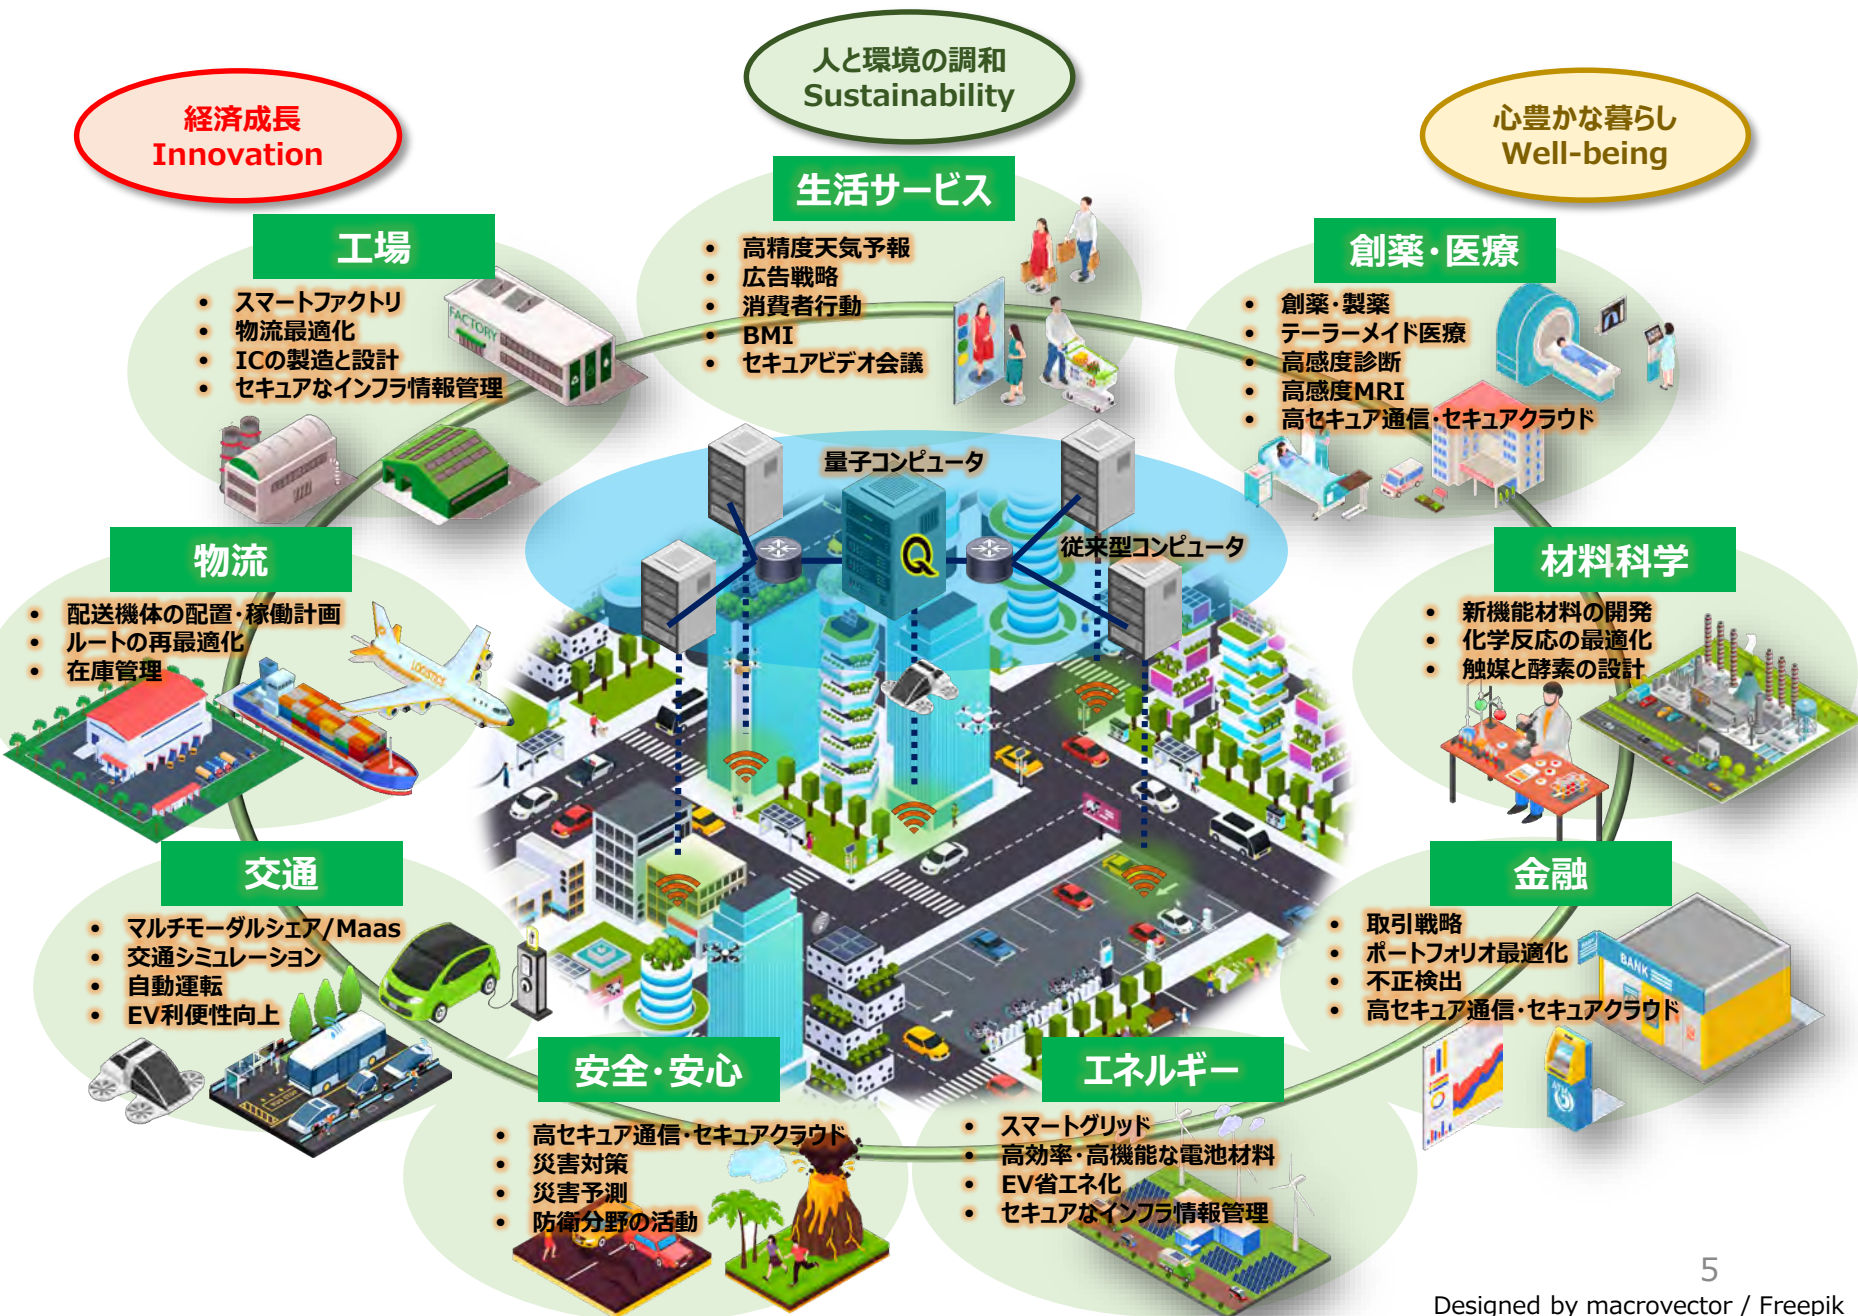 人と環境の調和
Sustainability
経済成長
Innovation
心豊かな暮らし
Well-being
生活サービス
• 高精度天気予報
• 広告戦略
• 消費者行動
• BMI
• セキュアビデオ会議
工場
• スマートファクトリ
• 物流最適化
• ICの製造と設計
• セキュアなインフラ情報管理
FACTORY
創薬・医療
• 創薬・製薬
• テーラーメイド医療
• 高感度診断
• 高感度MRI
• 高セキュア通信・セキュアクラウド
量子コンピュータ
Q
従来型コンピュータ
物流
• 配送機体の配置・稼働計画
• ルートの再最適化
• 在庫管理
LOGISTICS
材料科学
• 新機能材料の開発
• 化学反応の最適化
• 触媒と酵素の設計
交通
• マルチモーダルシェア/Maas
• 交通シミュレーション
• 自動運転
• EV利便性向上
BUS STOP
金融
• 取引戦略
• ポートフォリオ最適化
• 不正検出
• 高セキュア通信・セキュアクラウド
BANK
BANK
ATM
安全・安心
• 高セキュア通信・セキュアクラウド
• 災害対策
• 災害予測
• 防衛分野の活動
エネルギー
• スマートグリッド
• 高効率・高機能な電池材料
• EV省エネ化
• セキュアなインフラ情報管理
5
Designed by macrovector / Freepik